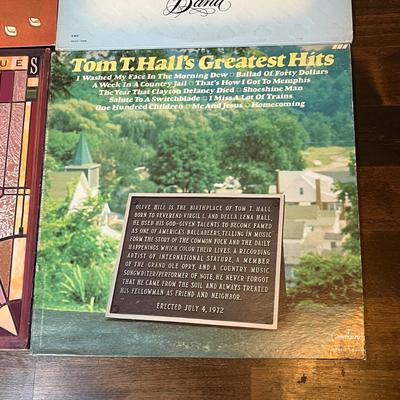 Band
UES
Tom T. Hall's Greatest Hits
I Washed My Face In The Morning Dew Ballad Of Forty Dollars
A Week In A Country Jail That's How I Got To Memphis
The Year That Clayton Delaney Died Shoeshine Man
Salute To A Switchblade I Miss A Lot Of Trains
One Hundred Children Me And Jesus Homecoming
OLIVE HILL IS THE BIRTHPLACE OF TOM T. HALL,
BORN TO REVEREND VIRGIL L. AND DELLA LENA HALL,
HE USED HIS GOD-GIVEN TALENTS TO BECOME FAMED
AS ONE OF AMERICA'S BALLADEERS, TELLING IN MUSIC
FORM THE STORY OF THE COMMON FOLK AND THE DAILY
HAPPENINGS WHICH COLOR THEIR LIVES. A RECORDING
ARTIST OF INTERNATIONAL STATURE, A MEMBER
OF THE GRAND OLE OPRY, AND A COUNTRY MUSIC
SONGWRITER/PERFORMER OF NOTE, HE NEVER FORGOT
THAT HE CAME FROM THE SOIL AND ALWAYS TREATED
HIS FELLOWMAN AS FRIEND AND NEIGHBOR.
ERECTED JULY 4, 1972